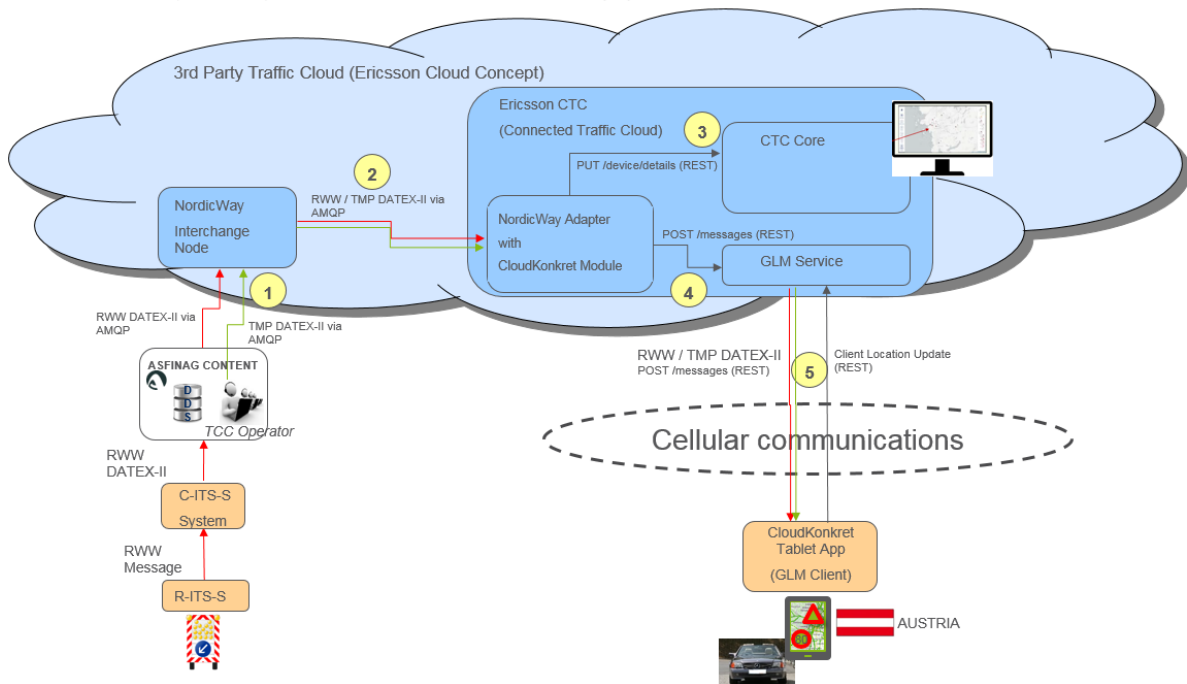 3rd Party Traffic Cloud (Ericsson Cloud Concept)
Ericsson CTC
(Connected Traffic Cloud)
3
CTC Core
PUT /device/details (REST)
2
RWW / TMP DATEX-II via
AMQP
NordicWay
Interchange
Node
NordicWay Adapter
with
CloudKonkret Module
POST /messages (REST)
GLM Service
4
1
RWW DATEX-II via
AMQP
TMP DATEX-II via
AMQP
ASFINAG CONTENT
D
D
S
TCC Operator
RWW / TMP DATEX-II
POST /messages (REST)
5
Client Location Update
(REST)
Cellular communications
RWW
DATEX-II
C-ITS-S
System
RWW
Message
R-ITS-S
CloudKonkret
Tablet App
(GLM Client)
AUSTRIA